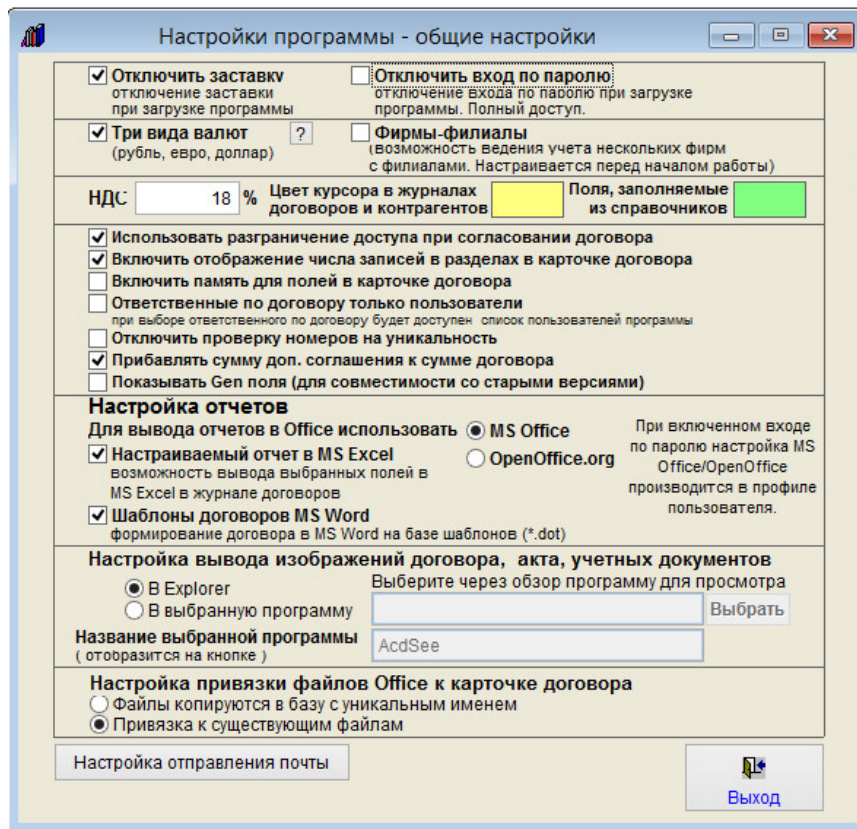 Настройки программы - общие настройки
Отключить заставку
отключение заставки
при загрузке программы
Отключить вход по паролю
отключение входа по паролю при загрузке
программы. Полный доступ.
Три вида валют ?
(рубль, евро, доллар)
Фирмы-филиалы
(возможность ведения учета нескольких фирм
с филиалами. Настраивается перед началом работы)
НДС 18 %
Цвет курсора в журналах
договоров и контрагентов
Поля, заполняемые
из справочников
Использовать разграничение доступа при согласовании договора
Включить отображение числа записей в разделах в карточке договора
Включить память для полей в карточке договора
Ответственные по договору только пользователи
при выборе ответственного по договору будет доступен список пользователей программы
Отключить проверку номеров на уникальность
Прибавлять сумму доп. соглашения к сумме договора
Показывать Gen поля (для совместимости со старыми версиями)
Настройка отчетов
Для вывода отчетов в Office использовать
MS Office
OpenOffice.org
При включенном входе
по паролю настройка MS
Office/OpenOffice
производится в профиле
пользователя.
Настраиваемый отчет в MS Excel
возможность вывода выбранных полей в
MS Excel в журнале договоров
Шаблоны договоров MS Word
формирование договора в MS Word на базе шаблонов (*.dot)
Настройка вывода изображений договора, акта, учетных документов
В Explorer
В выбранную программу
Выберите через обзор программу для просмотра
Выбрать
Название выбранной программы
( отобразится на кнопке )
AcdSee
Настройка привязки файлов Office к карточке договора
Файлы копируются в базу с уникальным именем
Привязка к существующим файлам
Настройка отправления почты
Выход